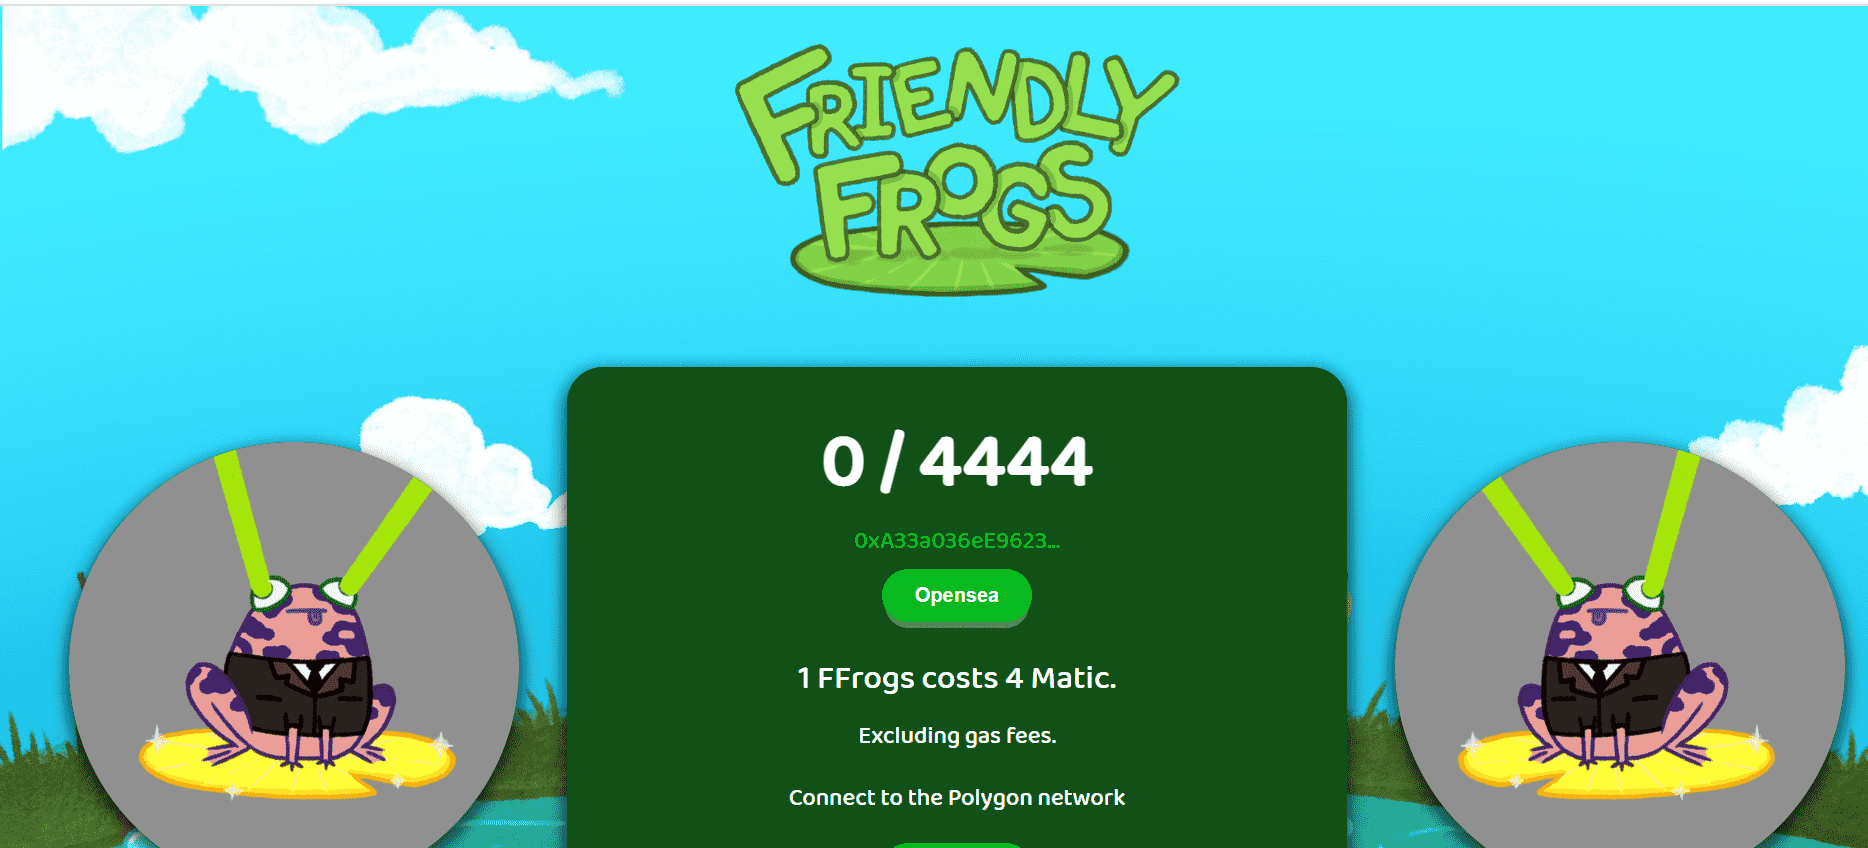 FRIENDLY
FROGS
0 / 4444
0xA33a036eE9623...
Opensea
1 FFrogs costs 4 Matic.
Excluding gas fees.
Connect to the Polygon network